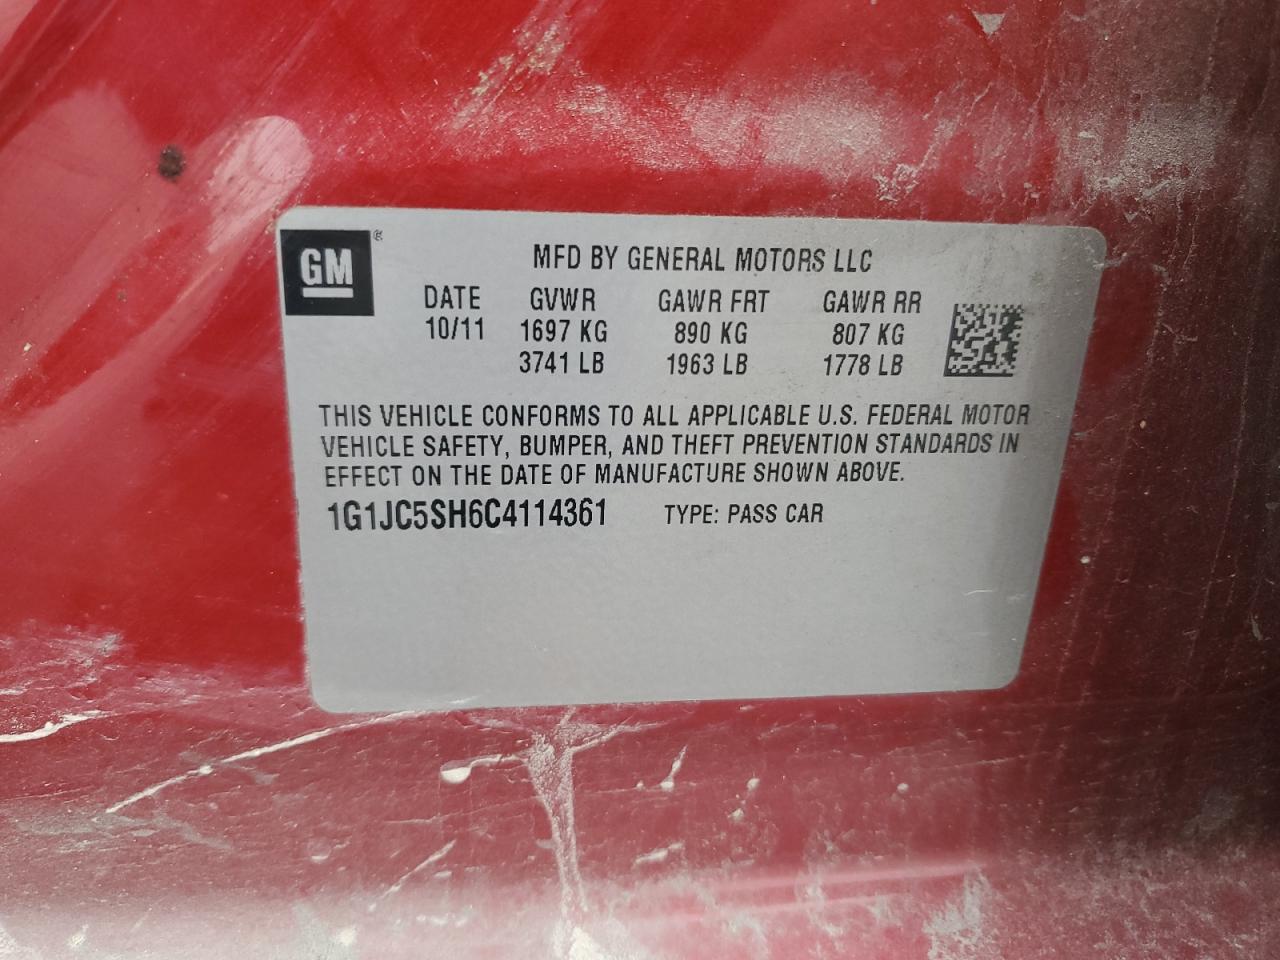 GM®
MFD BY GENERAL MOTORS LLC
DATE GVWR GAWR FRT GAWR RR
10/11 1697 KG 890 KG 807 KG
3741 LB 1963 LB 1778 LB
THIS VEHICLE CONFORMS TO ALL APPLICABLE U.S. FEDERAL MOTOR
VEHICLE SAFETY, BUMPER, AND THEFT PREVENTION STANDARDS IN
EFFECT ON THE DATE OF MANUFACTURE SHOWN ABOVE.
1G1JC5SH6C4114361 TYPE: PASS CAR